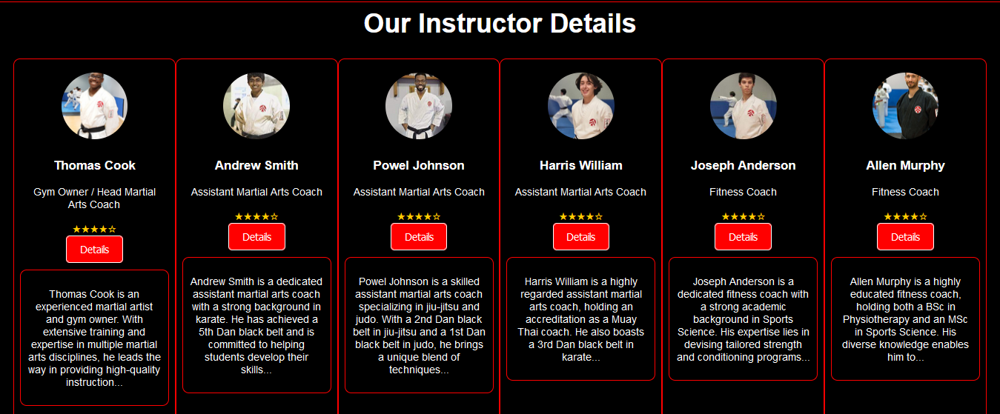 Our Instructor Details
Thomas Cook
Gym Owner / Head Martial
Arts Coach
★★★★☆
Details
Thomas Cook is an
experienced martial artist
and gym owner. With
extensive training and
expertise in multiple martial
arts disciplines, he leads the
way in providing high-quality
instruction...
Andrew Smith
Assistant Martial Arts Coach
★★★★☆
Details
Andrew Smith is a dedicated
assistant martial arts coach
with a strong background in
karate. He has achieved a
5th Dan black belt and is
committed to helping
students develop their
skills...
Powel Johnson
Assistant Martial Arts Coach
★★★★☆
Details
Powel Johnson is a skilled
assistant martial arts coach
specializing in jiu-jitsu and
judo. With a 2nd Dan black
belt in jiu-jitsu and a 1st Dan
black belt in judo, he brings
a unique blend of
techniques...
Harris William
Assistant Martial Arts Coach
★★★★☆
Details
Harris William is a highly
regarded assistant martial
arts coach, holding an
accreditation as a Muay
Thai coach. He also boasts
a 3rd Dan black belt in
karate...
Joseph Anderson
Fitness Coach
★★★★☆
Details
Joseph Anderson is a
dedicated fitness coach with
a strong academic
background in Sports
Science. His expertise lies in
devising tailored strength
and conditioning programs...
Allen Murphy
Fitness Coach
★★★★☆
Details
Allen Murphy is a highly
educated fitness coach,
holding both a BSc in
Physiotherapy and an MSc
in Sports Science. His
diverse knowledge enables
him to...